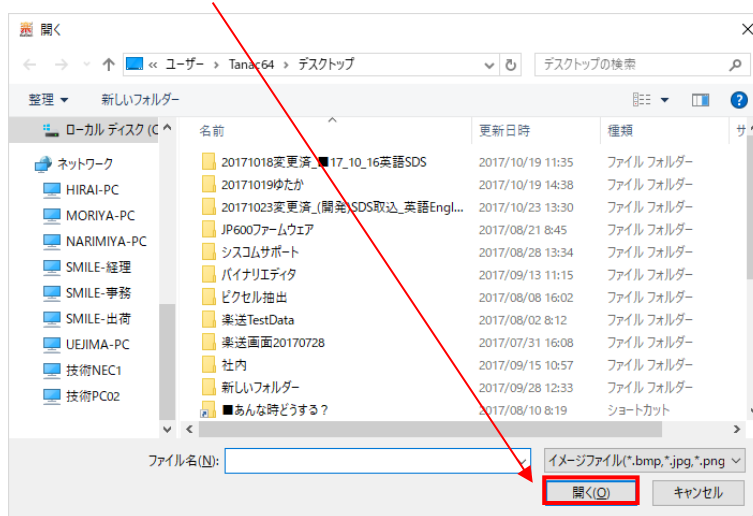 開く
« ユーザー › Tanac64 › デスクトップ
デスクトップの検索
整理 ▼ 新しいフォルダー
ローカル ディスク (C
ネットワーク
HIRAI-PC
MORIYA-PC
NARIMIYA-PC
SMILE-経理
SMILE-事務
SMILE-出荷
UEJIMA-PC
技術NEC1
技術PC02
名前 更新日時 種類 サ
20171018変更済_■17_10_16英語SDS 2017/10/19 11:35 ファイル フォルダー
20171019ゆたか 2017/10/19 14:38 ファイル フォルダー
20171023変更済_(開発)SDS取込_英語Engl... 2017/10/23 13:30 ファイル フォルダー
JP600ファームウェア 2017/08/21 8:45 ファイル フォルダー
シスコムサポート 2017/08/28 13:34 ファイル フォルダー
バイナリエディタ 2017/09/13 11:15 ファイル フォルダー
ピクセル抽出 2017/08/08 16:02 ファイル フォルダー
楽送TestData 2017/08/02 8:12 ファイル フォルダー
楽送画面20170728 2017/07/31 16:08 ファイル フォルダー
社内 2017/09/15 10:57 ファイル フォルダー
新しいフォルダー 2017/09/28 12:33 ファイル フォルダー
■あんな時どうする？ 2017/08/10 8:19 ショートカット
ファイル名(N):
イメージファイル(*.bmp,*.jpg,*.png
開く(O) キャンセル